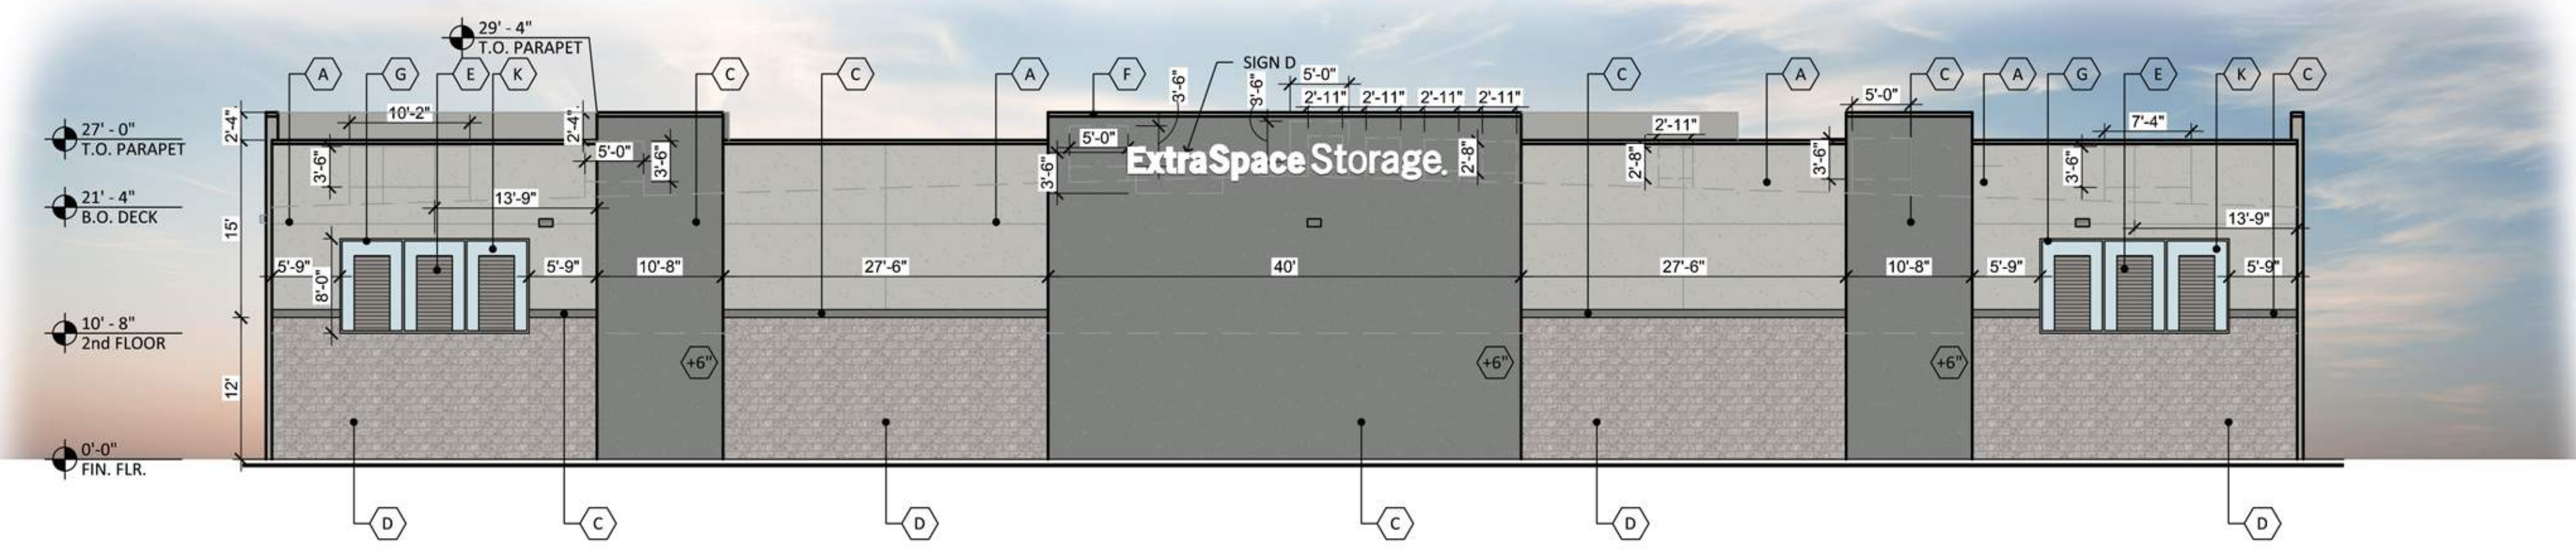 29' - 4"
T.O. PARAPET
A
G
E
K
C
C
A
F
SIGN D
C
A
C
A
G
E
K
C
3'-6"
3'-6"
5'-0"
2'-11"
2'-11"
2'-11"
2'-11"
5'-0"
10'-2"
2'-4"
2'-4"
2'-11"
7'-4"
27' - 0"
T.O. PARAPET
3'-6"
5'-0"
3'-6"
5'-0"
3'-6"
ExtraSpace Storage.
2'-8"
2'-8"
3'-6"
3'-6"
21' - 4"
B.O. DECK
13'-9"
13'-9"
15'
5'-9"
8'-0"
5'-9"
10'-8"
27'-6"
40'
27'-6"
10'-8"
5'-9"
5'-9"
10' - 8"
2nd FLOOR
+6"
+6"
+6"
12'
0'-0"
FIN. FLR.
D
C
D
C
D
D